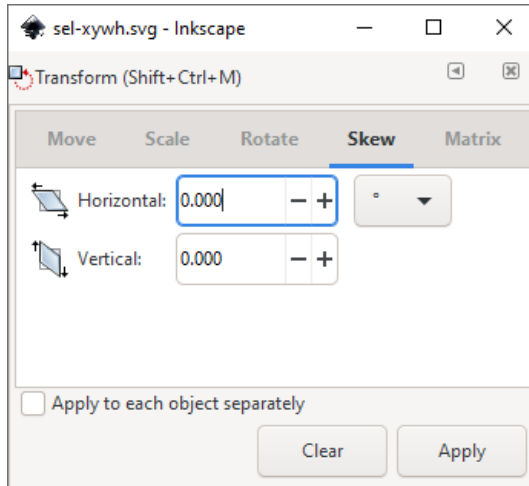 sel-xywh.svg - Inkscape
Transform (Shift+Ctrl+M)
Move Scale Rotate Skew Matrix
Horizontal: 0.000 °
Vertical: 0.000
Apply to each object separately
Clear Apply